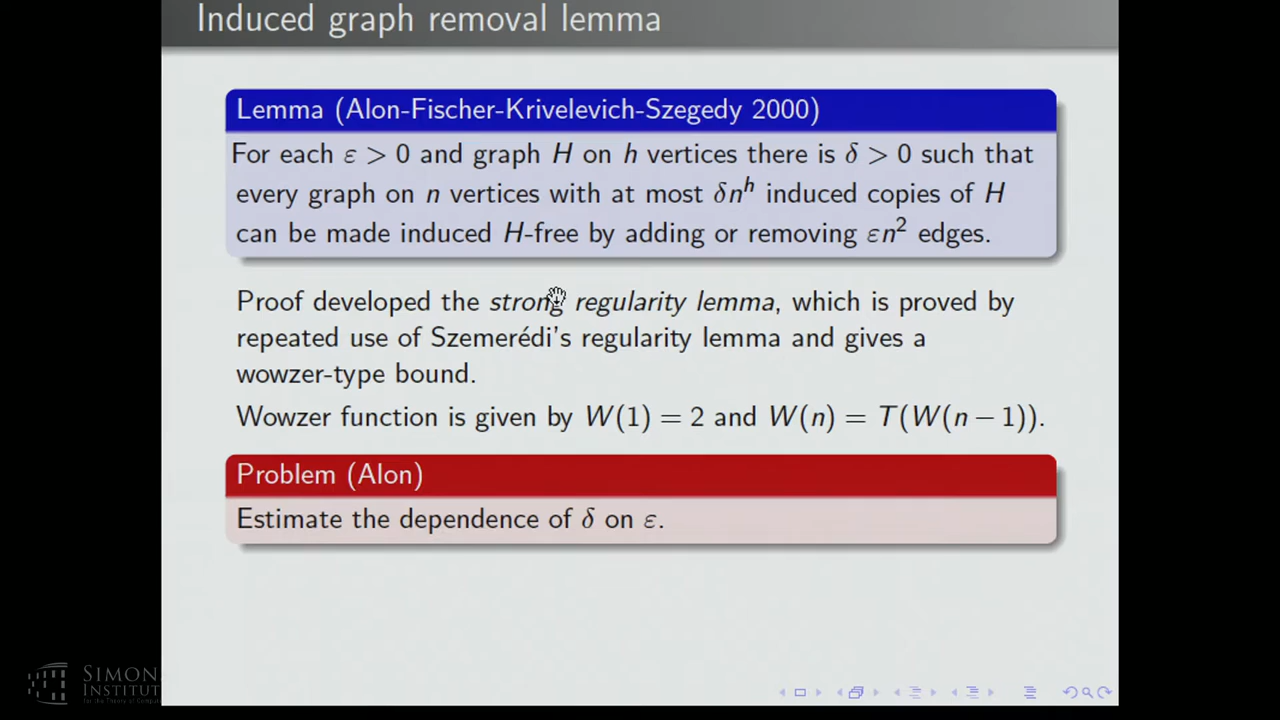 Induced graph removal lemma
Lemma (Alon-Fischer-Krivelevich-Szegedy 2000)
For each ε > 0 and graph H on h vertices there is δ > 0 such that
every graph on n vertices with at most δnʰ induced copies of H
can be made induced H-free by adding or removing εn² edges.
Proof developed the strong regularity lemma, which is proved by
repeated use of Szemerédi's regularity lemma and gives a
wowzer-type bound.
Wowzer function is given by W(1) = 2 and W(n) = T(W(n − 1)).
Problem (Alon)
Estimate the dependence of δ on ε.
SIMON
INSTITU